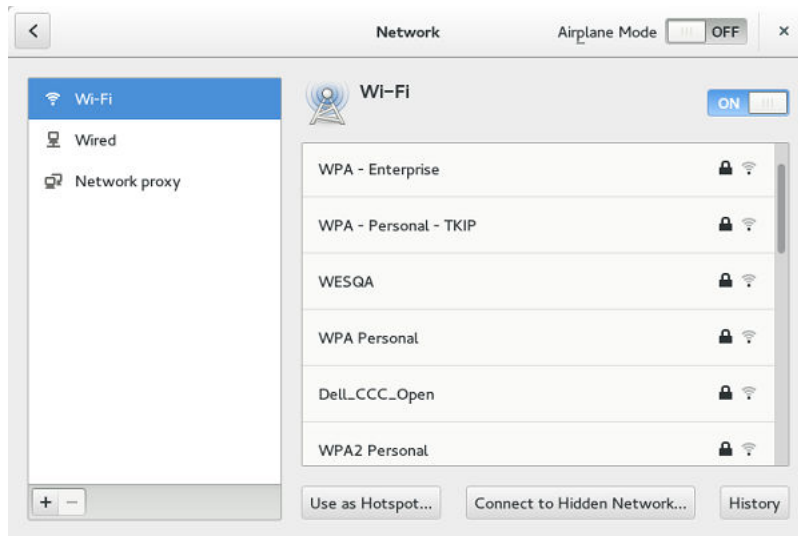 Network
Airplane Mode OFF
Wi-Fi
Wired
Network proxy
Wi-Fi
ON
WPA - Enterprise
WPA - Personal - TKIP
WESQA
WPA Personal
Dell_CCC_Open
WPA2 Personal
Use as Hotspot... Connect to Hidden Network... History